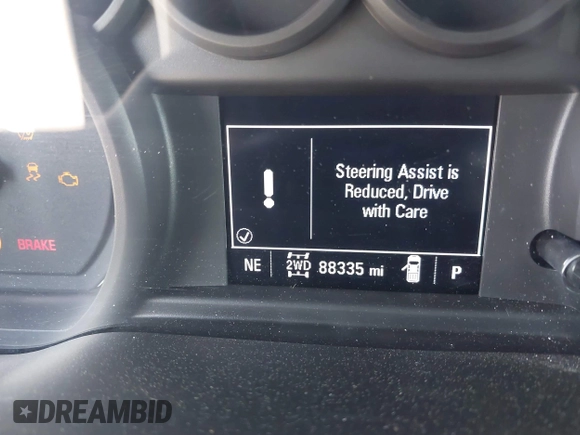 Steering Assist is
Reduced, Drive
with Care
BRAKE
NE 2WD 88335 mi P
DREAMBID